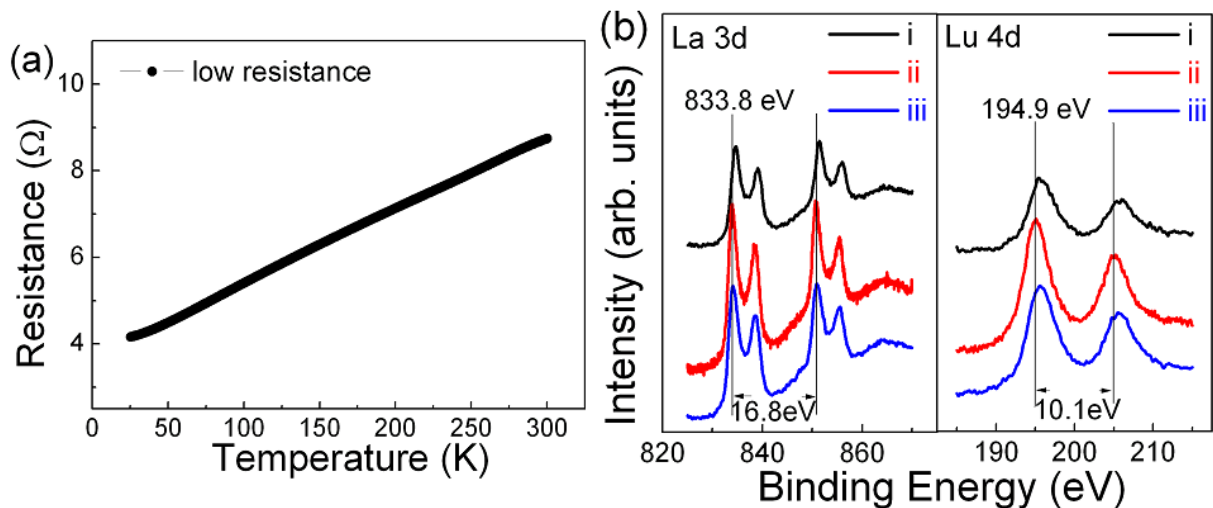 (a)
low resistance
Resistance (Ω)
10
8
6
4
0
50
100
150
200
250
300
Temperature (K)
(b)
La 3d
i
ii
iii
833.8 eV
16.8eV
Lu 4d
i
ii
iii
194.9 eV
10.1eV
Intensity (arb. units)
820
840
860
190
200
210
Binding Energy (eV)